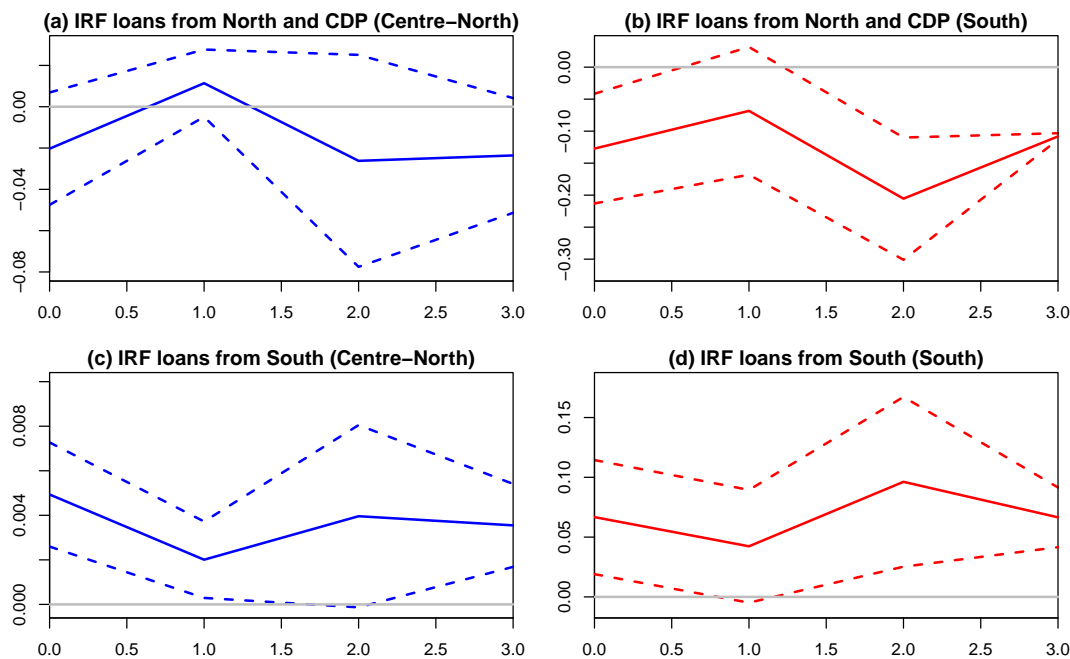 (a) IRF loans from North and CDP (Centre−North)
0.00
−0.04
−0.08
0.0 0.5 1.0 1.5 2.0 2.5 3.0
(b) IRF loans from North and CDP (South)
0.00
−0.10
−0.20
−0.30
0.0 0.5 1.0 1.5 2.0 2.5 3.0
(c) IRF loans from South (Centre−North)
0.008
0.004
0.000
0.0 0.5 1.0 1.5 2.0 2.5 3.0
(d) IRF loans from South (South)
0.15
0.10
0.05
0.00
0.0 0.5 1.0 1.5 2.0 2.5 3.0